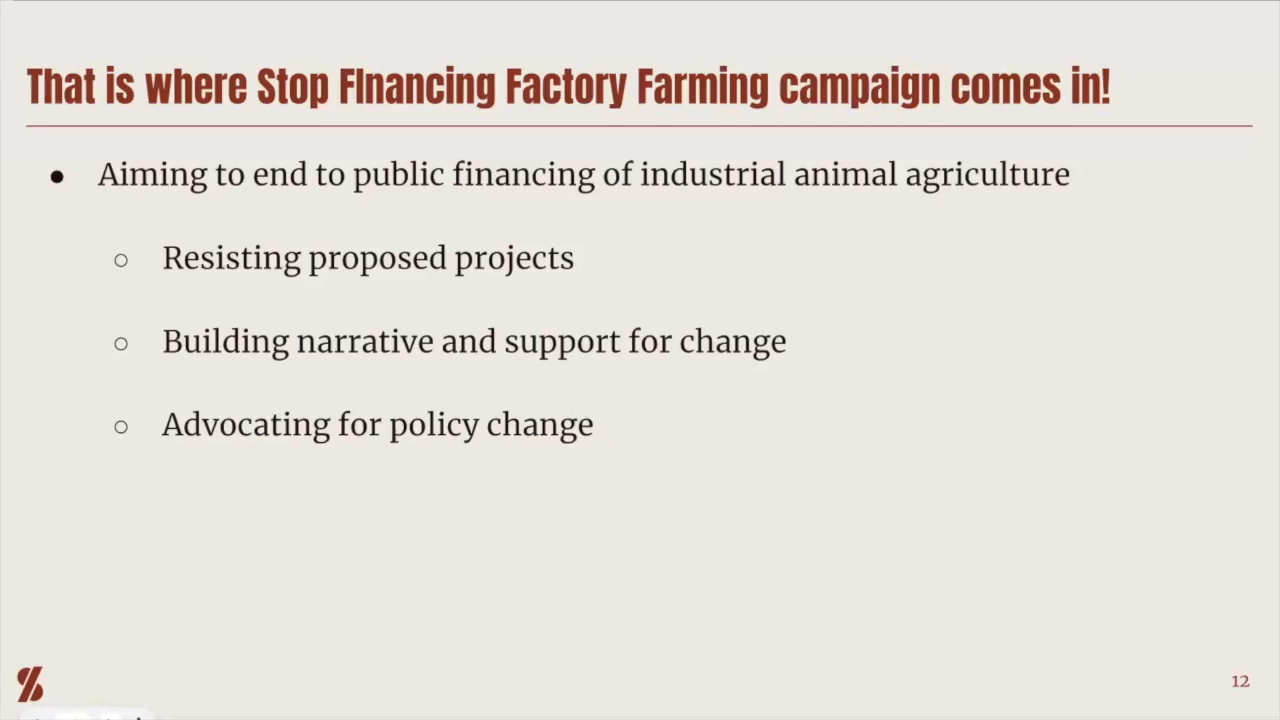 That is where Stop FInancing Factory Farming campaign comes in!
● Aiming to end to public financing of industrial animal agriculture
○ Resisting proposed projects
○ Building narrative and support for change
○ Advocating for policy change
12